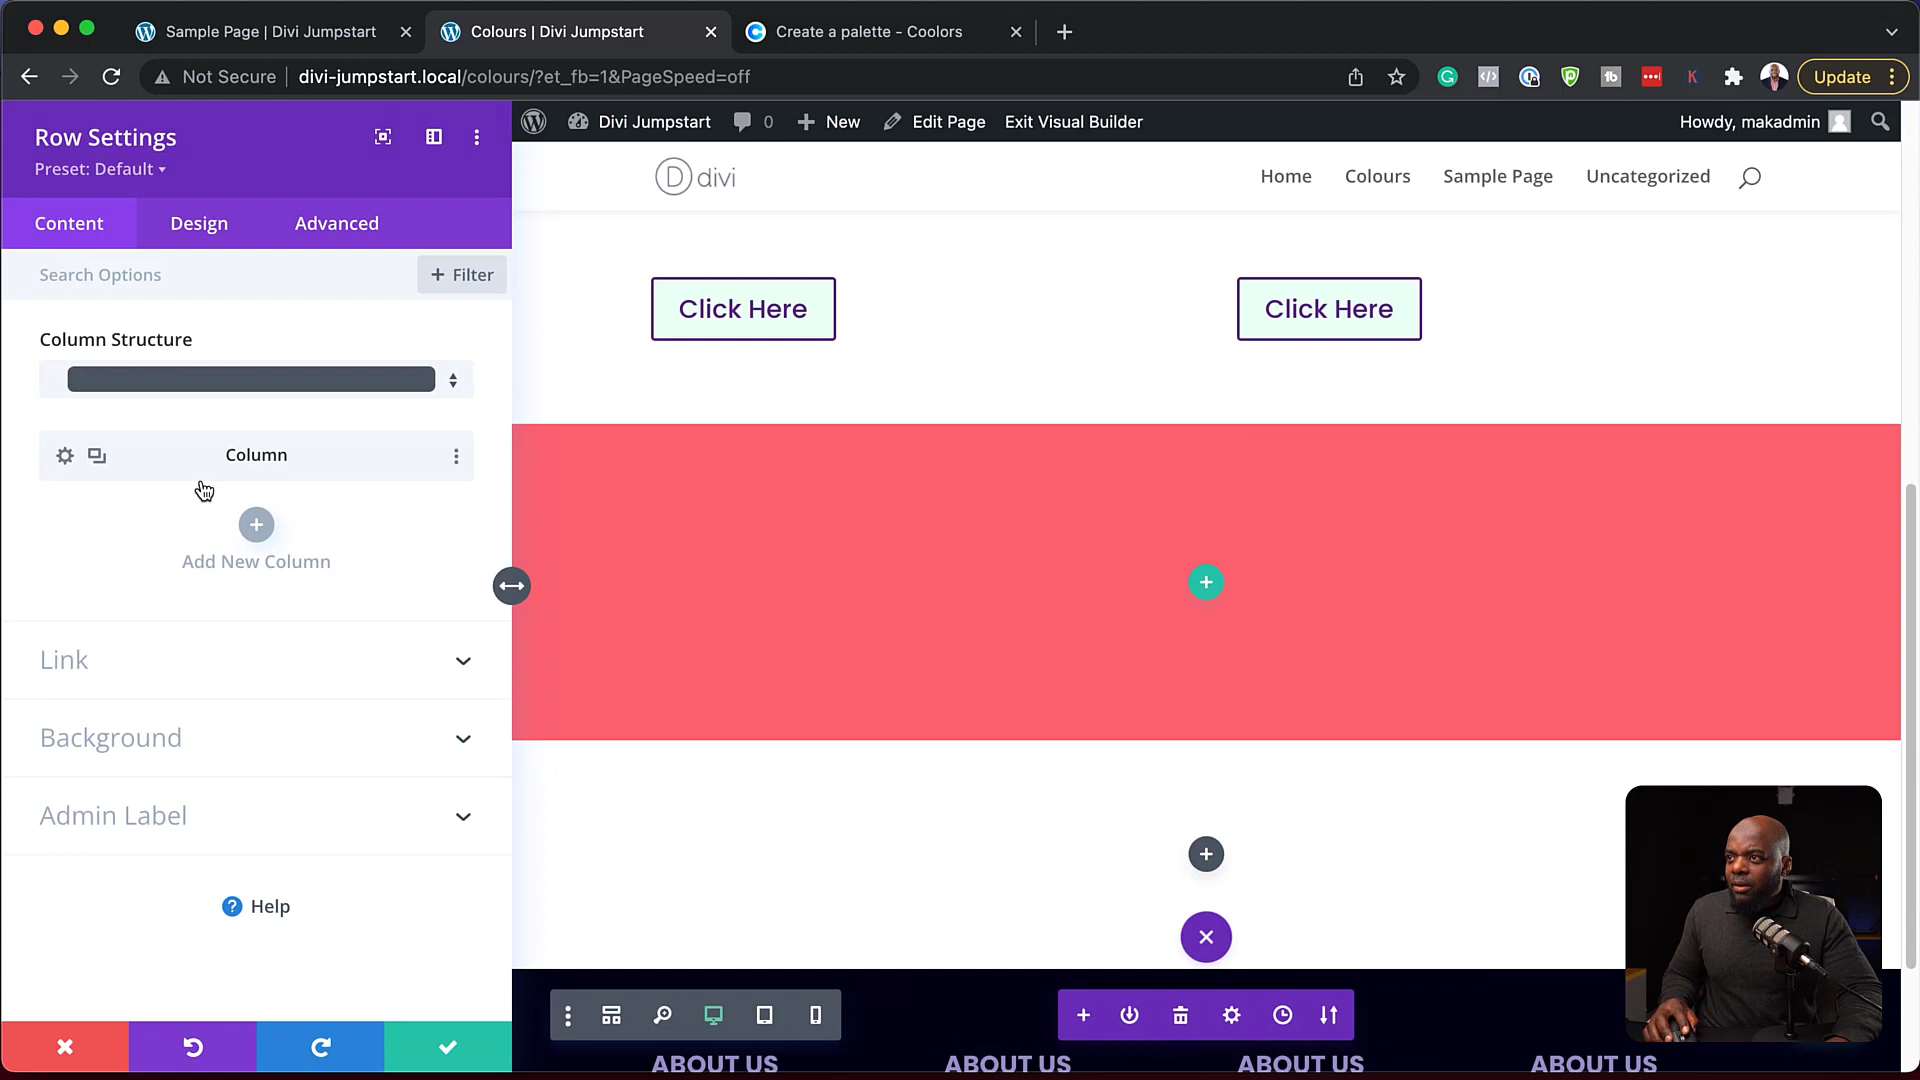 Sample Page | Divi Jumpstart
Colours | Divi Jumpstart
Create a palette - Coolors
Not Secure
divi-jumpstart.local/colours/?et_fb=1&PageSpeed=off
Update
Row Settings
Preset: Default
Content
Design
Advanced
Search Options
+ Filter
Column Structure
Column
Add New Column
Link
Background
Admin Label
? Help
Divi Jumpstart
0
New
Edit Page
Exit Visual Builder
Howdy, makadmin
D divi
Home
Colours
Sample Page
Uncategorized
Click Here
Click Here
ABOUT US
ABOUT US
ABOUT US
ABOUT US